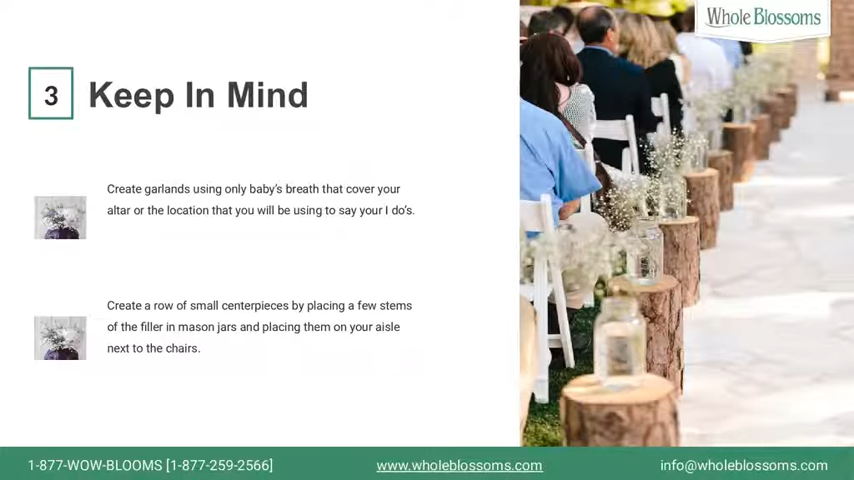 Whole Blossoms
3 Keep In Mind
Create garlands using only baby's breath that cover your
altar or the location that you will be using to say your I do's.
Create a row of small centerpieces by placing a few stems
of the filler in mason jars and placing them on your aisle
next to the chairs.
1-877-WOW-BLOOMS [1-877-259-2566] www.wholeblossoms.com info@wholeblossoms.com